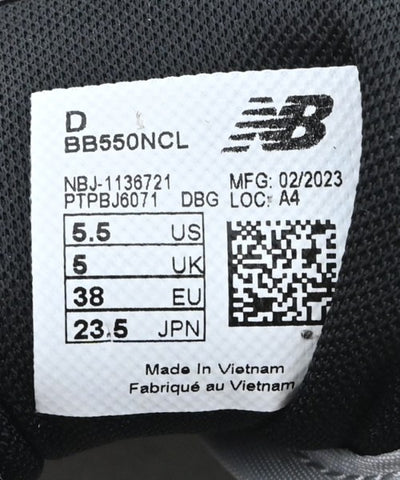 D
BB550NCL
NB
NBJ-1136721 MFG: 02/2023
PTPBJ6071 DBG LOC: A4
5.5 US
5 UK
38 EU
23.5 JPN
Made In Vietnam
Fabriqué au Vietnam